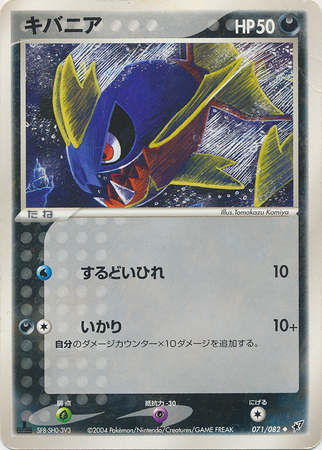 キバニア HP50
Illus.Tomokazu Komiya
たね
するどいひれ 10
いかり 10+
自分のダメージカウンター×10ダメージを追加する。
弱点 抵抗力 -30 にげる
SFB-SH0-3V3 ©2004 Pokémon/Nintendo/Creatures/GAME FREAK 071/082 ◆